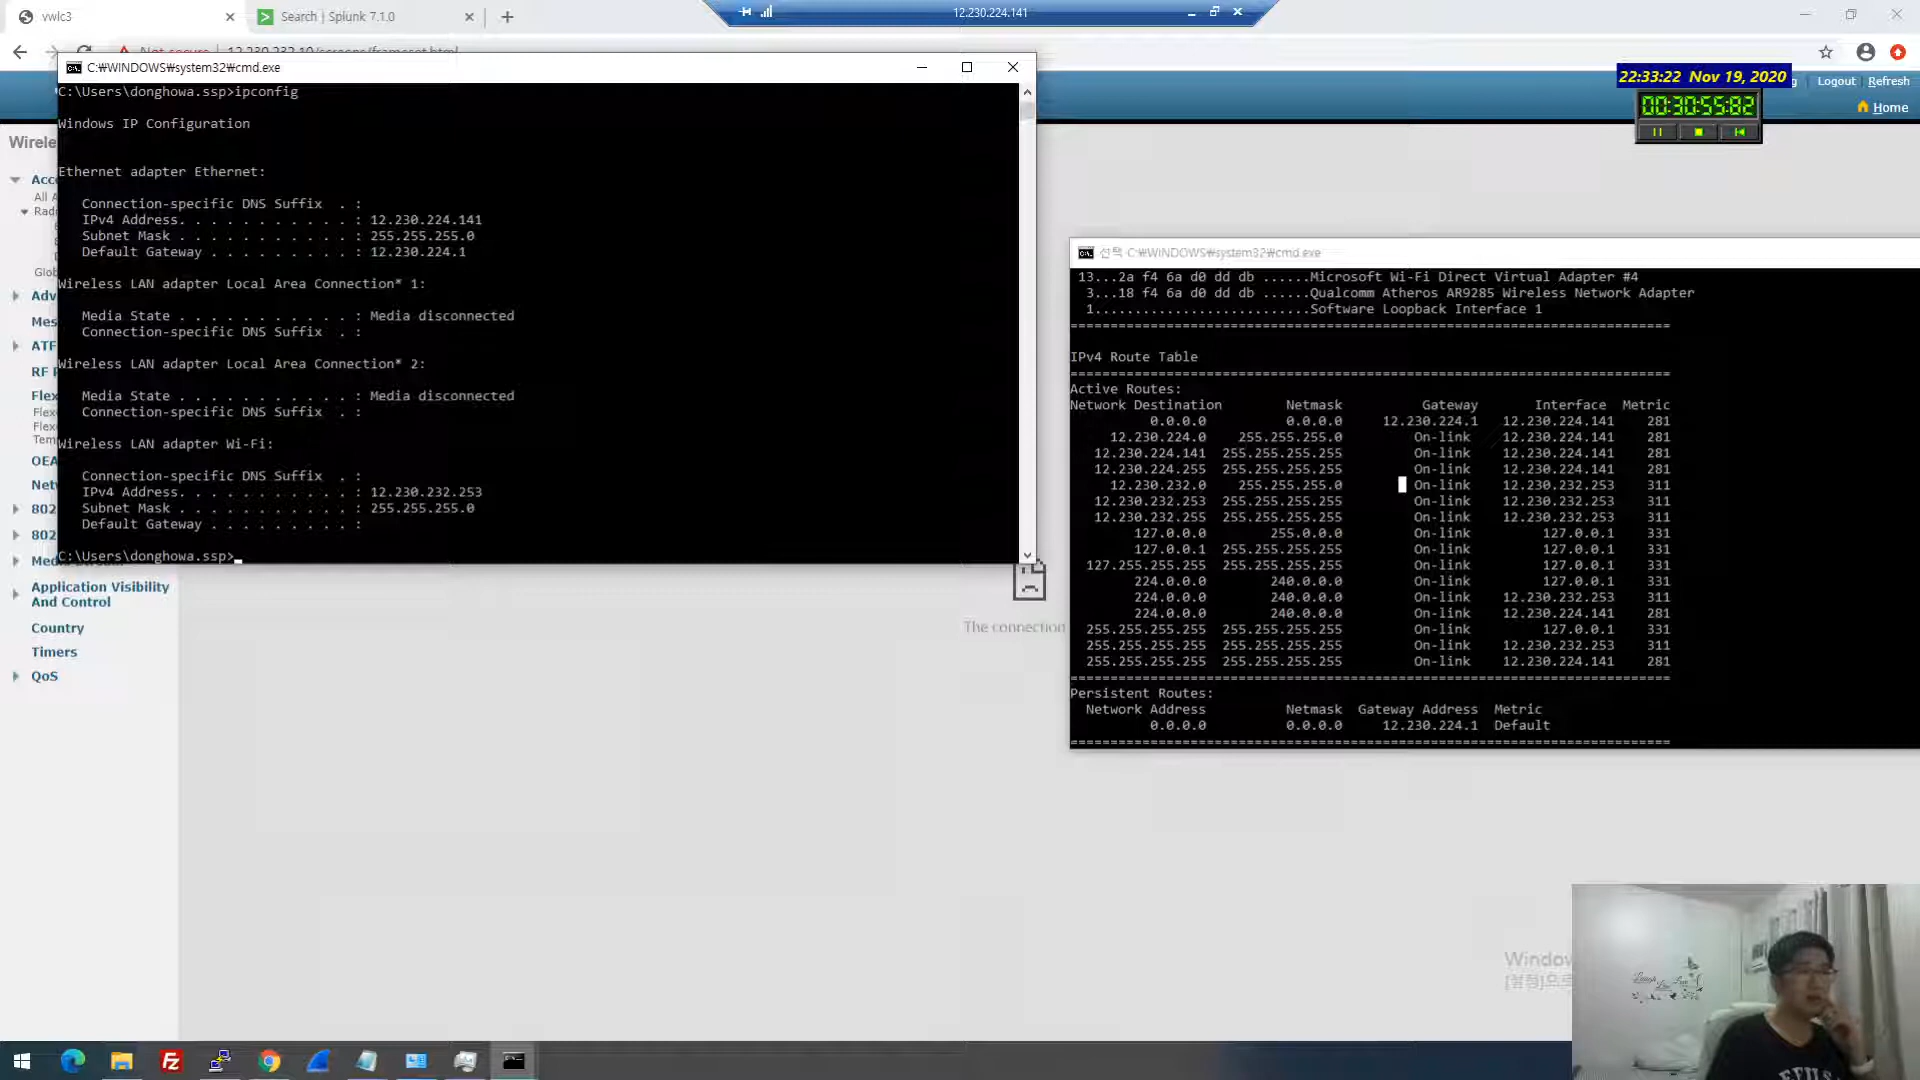 vwlc3
Search | Splunk 7.1.0
12.230.224.141
Not secure
12.230.232.10/screens/frameset.html
22:33:22 Nov 19, 2020
Logout
Refresh
00:30:55:82
Home
C:₩WINDOWS₩system32₩cmd.exe
C:\Users\donghowa.ssp>ipconfig
Windows IP Configuration
Ethernet adapter Ethernet:
Connection-specific DNS Suffix . :
IPv4 Address. . . . . . . . . . . : 12.230.224.141
Subnet Mask . . . . . . . . . . . : 255.255.255.0
Default Gateway . . . . . . . . . : 12.230.224.1
Wireless LAN adapter Local Area Connection* 1:
Media State . . . . . . . . . . . : Media disconnected
Connection-specific DNS Suffix . :
Wireless LAN adapter Local Area Connection* 2:
Media State . . . . . . . . . . . : Media disconnected
Connection-specific DNS Suffix . :
Wireless LAN adapter Wi-Fi:
Connection-specific DNS Suffix . :
IPv4 Address. . . . . . . . . . . : 12.230.232.253
Subnet Mask . . . . . . . . . . . : 255.255.255.0
Default Gateway . . . . . . . . . :
C:\Users\donghowa.ssp>
802
802
Application Visibility
And Control
Country
Timers
QoS
The connection
선택 C:₩WINDOWS₩system32₩cmd.exe
13...2a f4 6a d0 dd db ......Microsoft Wi-Fi Direct Virtual Adapter #4
3...18 f4 6a d0 dd db ......Qualcomm Atheros AR9285 Wireless Network Adapter
1...........................Software Loopback Interface 1
===========================================================================
IPv4 Route Table
===========================================================================
Active Routes:
Network Destination Netmask Gateway Interface Metric
0.0.0.0 0.0.0.0 12.230.224.1 12.230.224.141 281
12.230.224.0 255.255.255.0 On-link 12.230.224.141 281
12.230.224.141 255.255.255.255 On-link 12.230.224.141 281
12.230.224.255 255.255.255.255 On-link 12.230.224.141 281
12.230.232.0 255.255.255.0 On-link 12.230.232.253 311
12.230.232.253 255.255.255.255 On-link 12.230.232.253 311
12.230.232.255 255.255.255.255 On-link 12.230.232.253 311
127.0.0.0 255.0.0.0 On-link 127.0.0.1 331
127.0.0.1 255.255.255.255 On-link 127.0.0.1 331
127.255.255.255 255.255.255.255 On-link 127.0.0.1 331
224.0.0.0 240.0.0.0 On-link 127.0.0.1 331
224.0.0.0 240.0.0.0 On-link 12.230.232.253 311
224.0.0.0 240.0.0.0 On-link 12.230.224.141 281
255.255.255.255 255.255.255.255 On-link 127.0.0.1 331
255.255.255.255 255.255.255.255 On-link 12.230.232.253 311
255.255.255.255 255.255.255.255 On-link 12.230.224.141 281
===========================================================================
Persistent Routes:
Network Address Netmask Gateway Address Metric
0.0.0.0 0.0.0.0 12.230.224.1 Default
===========================================================================